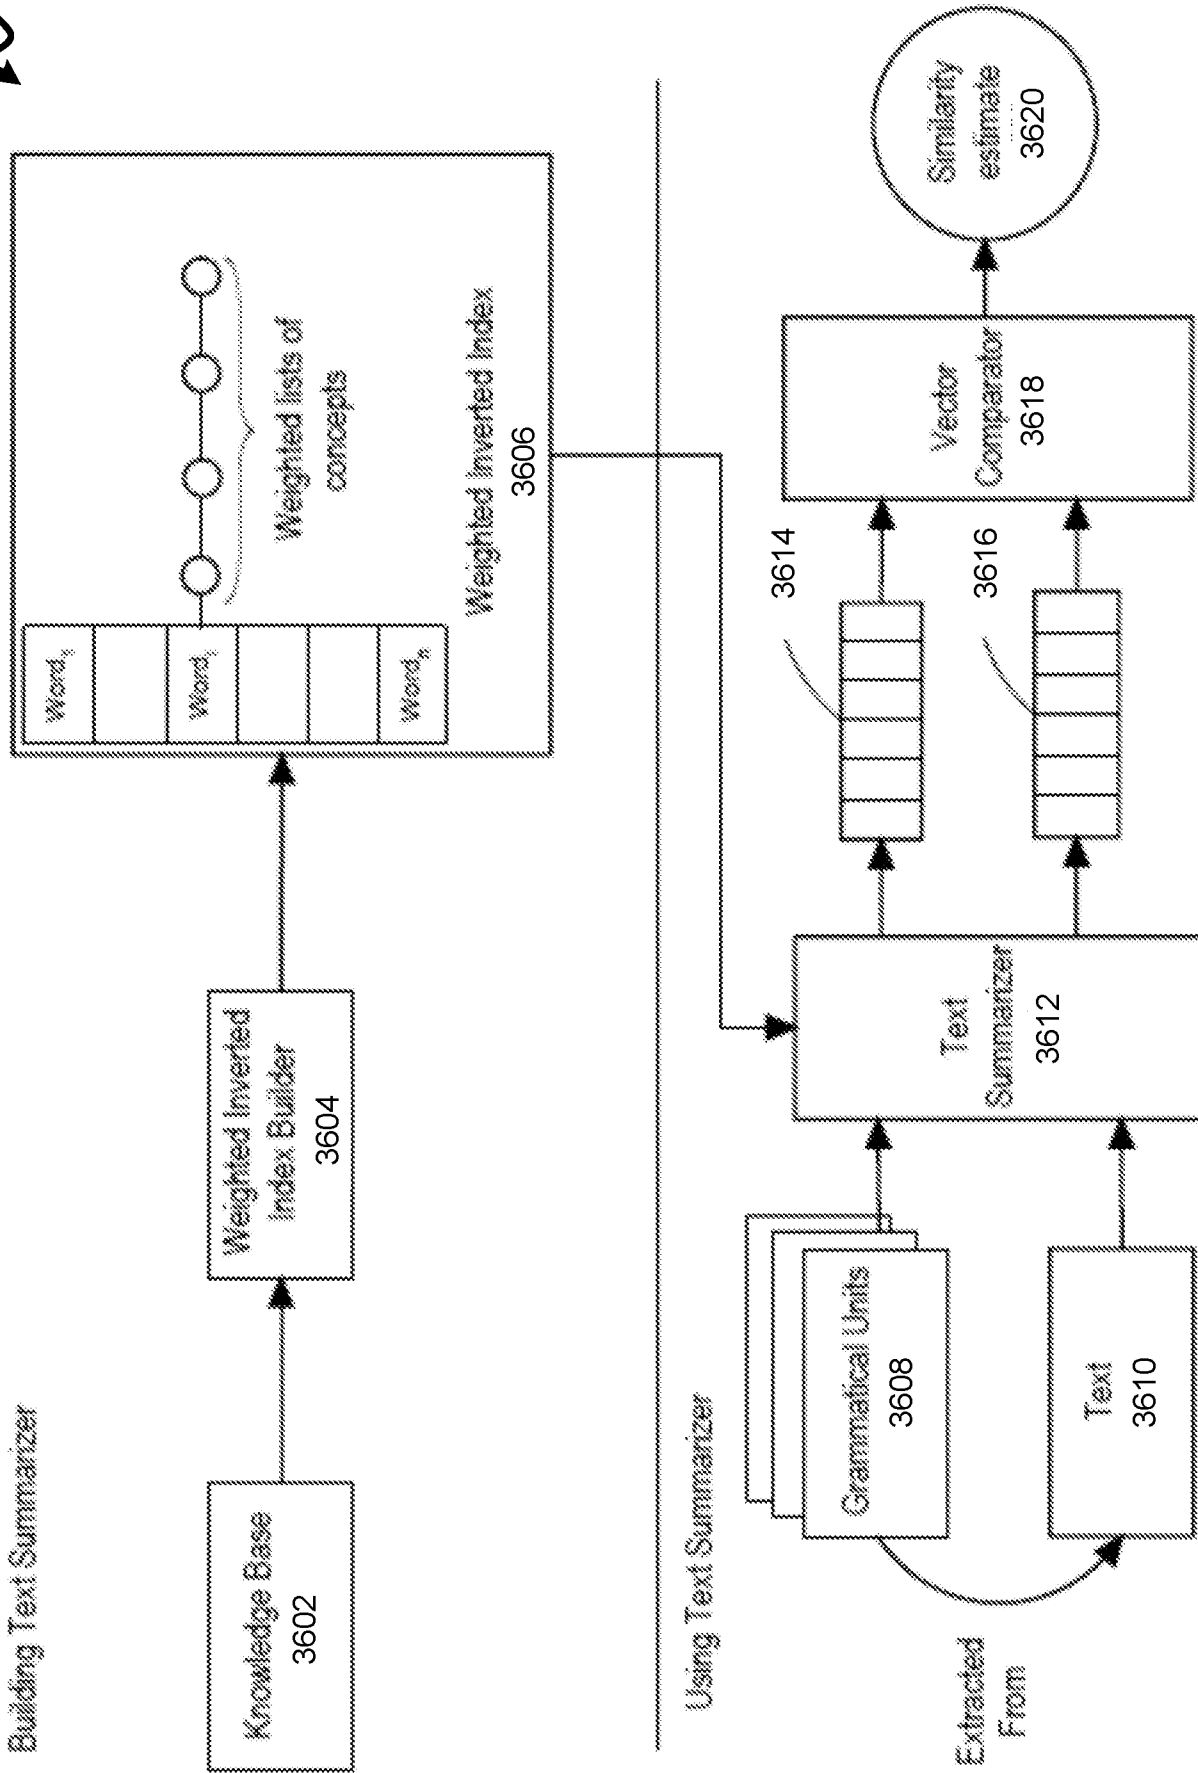 Building Text Summarizer
Knowledge Base
3602
Weighted Inverted
Index Builder
3604
Word1
Wordi
Wordn
Weighted lists of
concepts
Weighted Inverted Index
3606
Using Text Summarizer
Extracted
From
Grammatical Units
3608
Text
3610
Text
Summarizer
3612
3614
3616
Vector
Comparator
3618
Similarity
estimate
3620